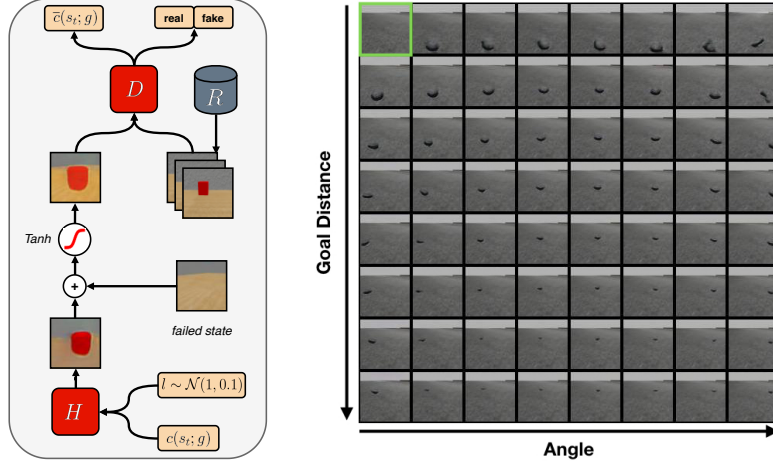 c̄(s_t; g)
real fake
D
R
Tanh
+
failed state
H
l ∼ N(1, 0.1)
c(s_t; g)
Goal Distance
Angle